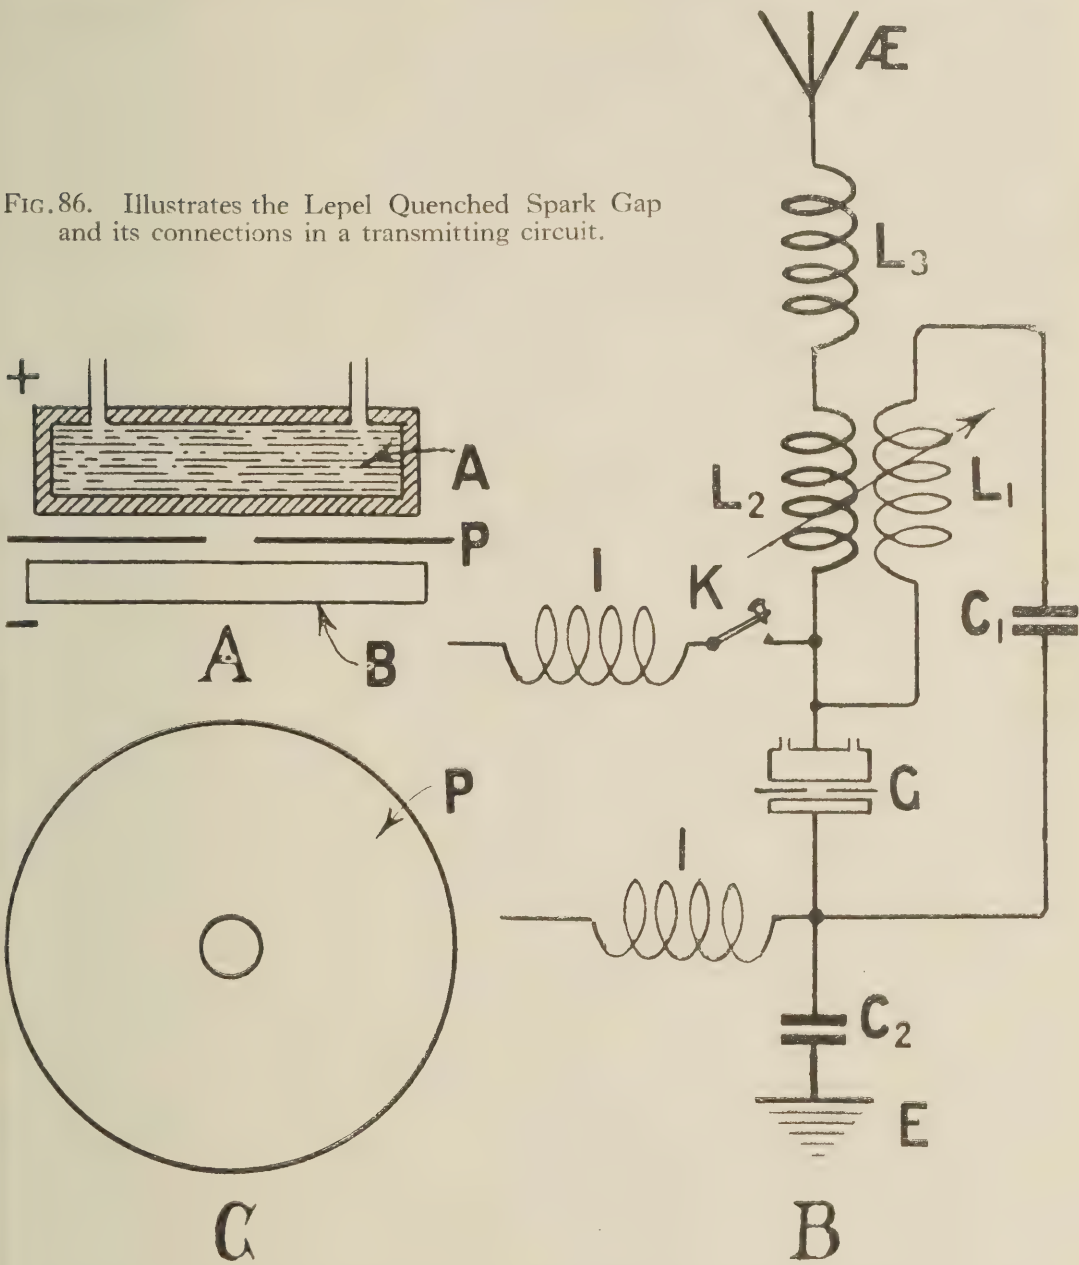 Æ
FIG. 86. Illustrates the Lepel Quenched Spark Gap
and its connections in a transmitting circuit.
L3
+
A
P
-
B
A
L2
L1
I
K
C1
P
G
I
C2
E
C
B